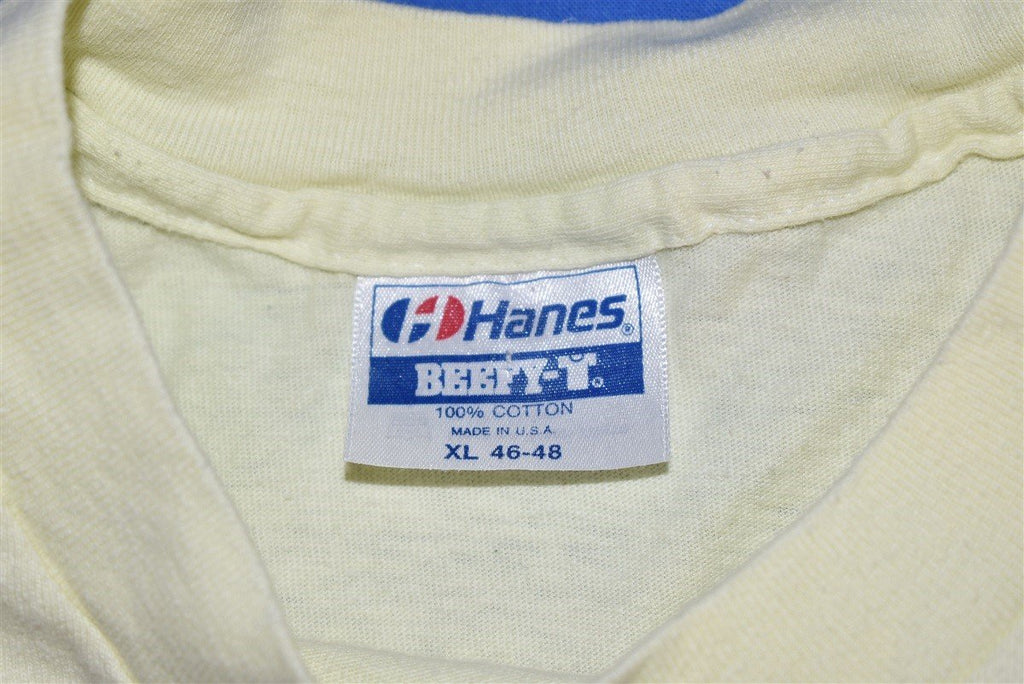 Hanes®
BEEFY-T®
100% COTTON
MADE IN U.S.A.
XL 46-48